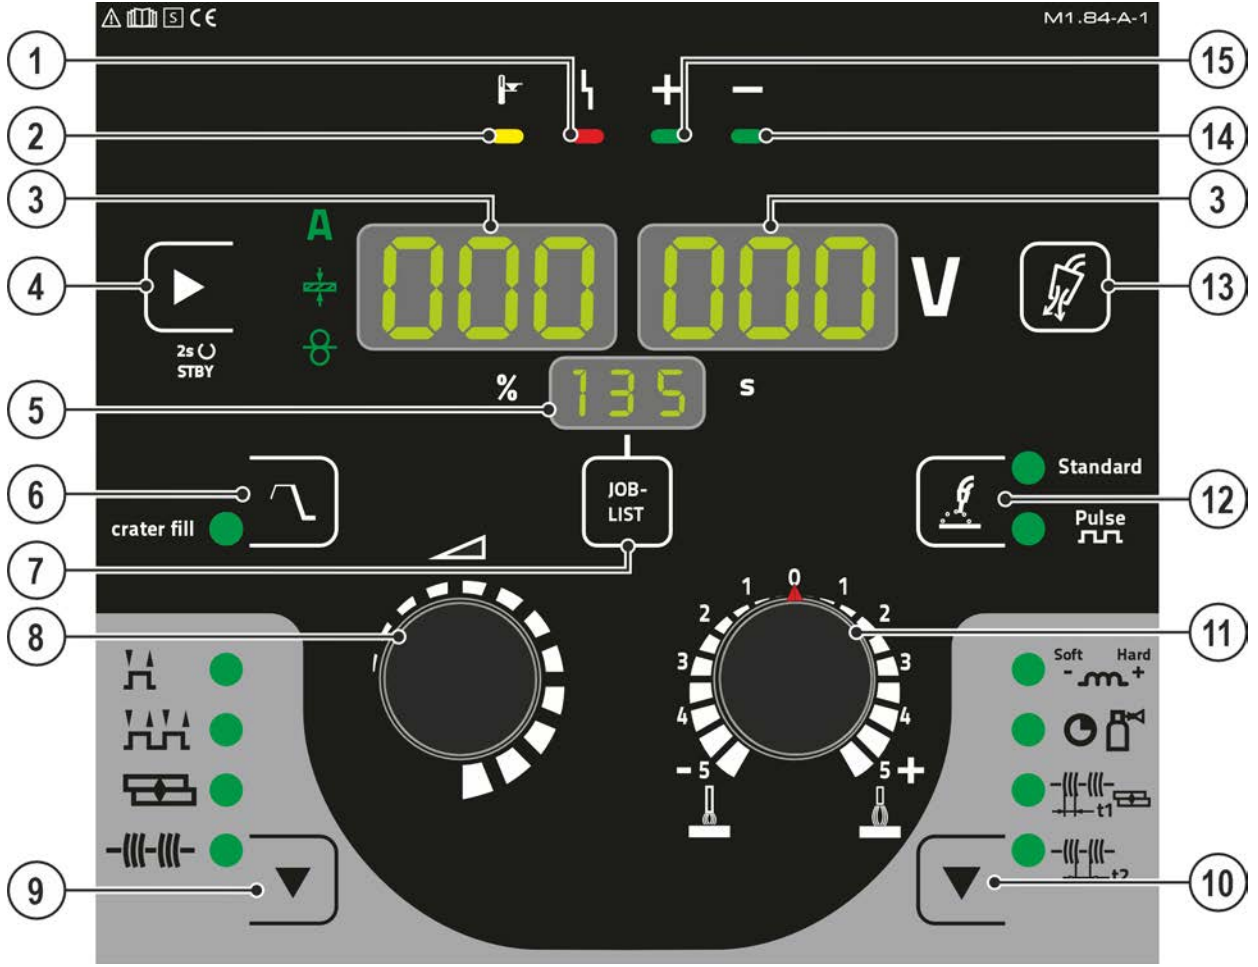 S CE
M1.84-A-1
1
15
2
14
3
3
A
000
000
V
4
13
2s
STBY
%
135
s
5
6
JOB-
LIST
Standard
12
crater fill
Pulse
7
0
1
1
2
2
8
11
3
3
Soft
Hard
-
+
4
4
- 5
5 +
t1
t2
9
10